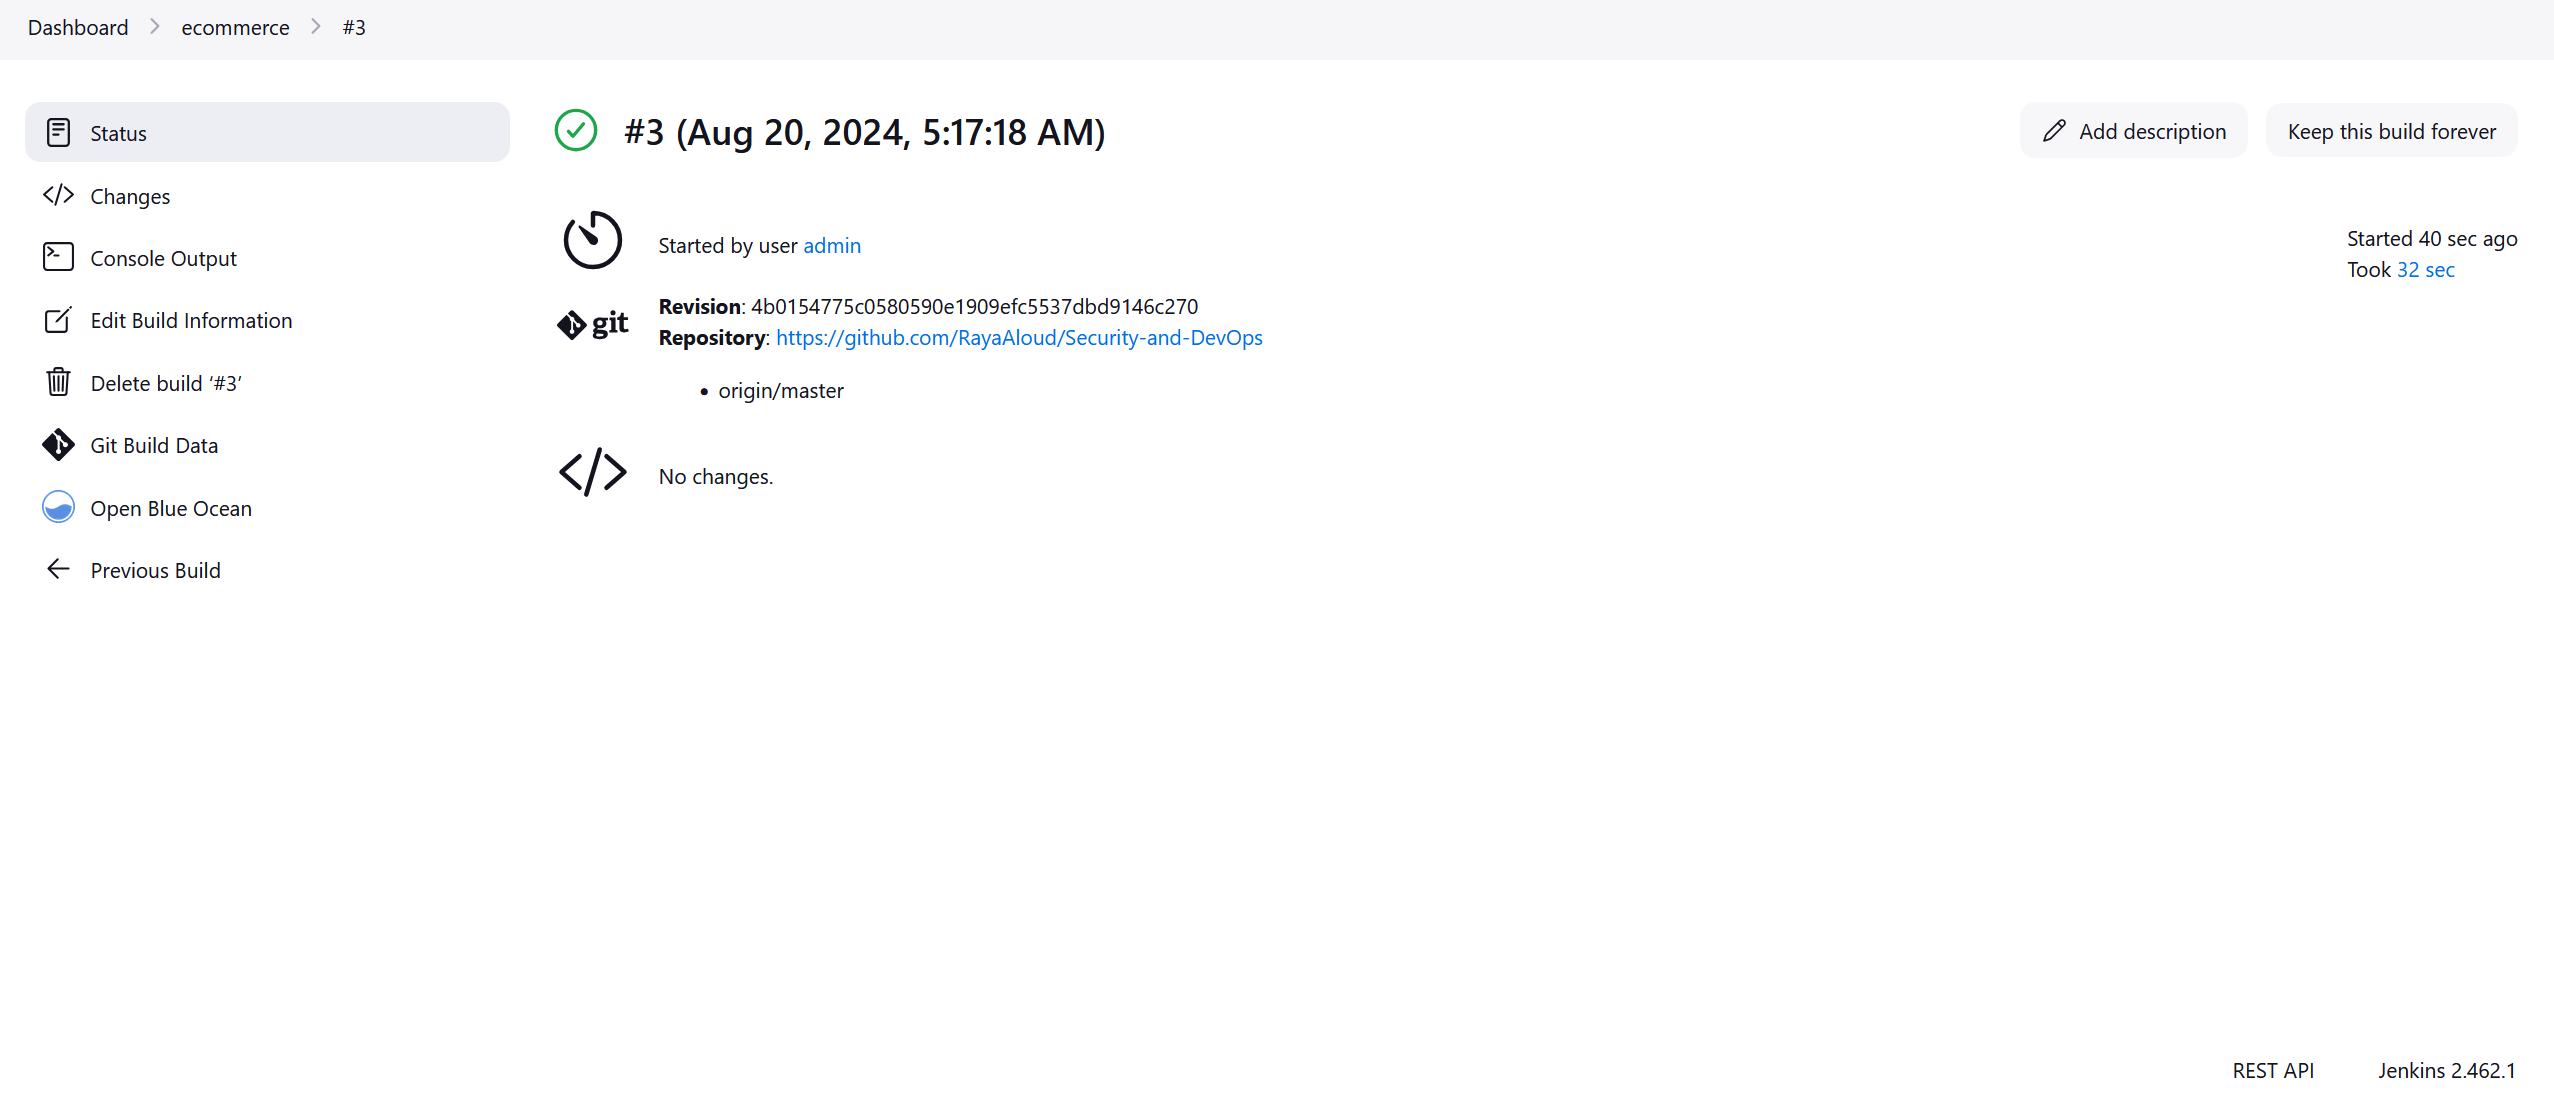 Dashboard > ecommerce > #3
Status
Changes
Console Output
Edit Build Information
Delete build ‘#3’
Git Build Data
Open Blue Ocean
Previous Build
#3 (Aug 20, 2024, 5:17:18 AM)
Add description
Keep this build forever
Started by user admin
Started 40 sec ago
Took 32 sec
git
Revision: 4b0154775c0580590e1909efc5537dbd9146c270
Repository: https://github.com/RayaAloud/Security-and-DevOps
• origin/master
No changes.
REST API
Jenkins 2.462.1